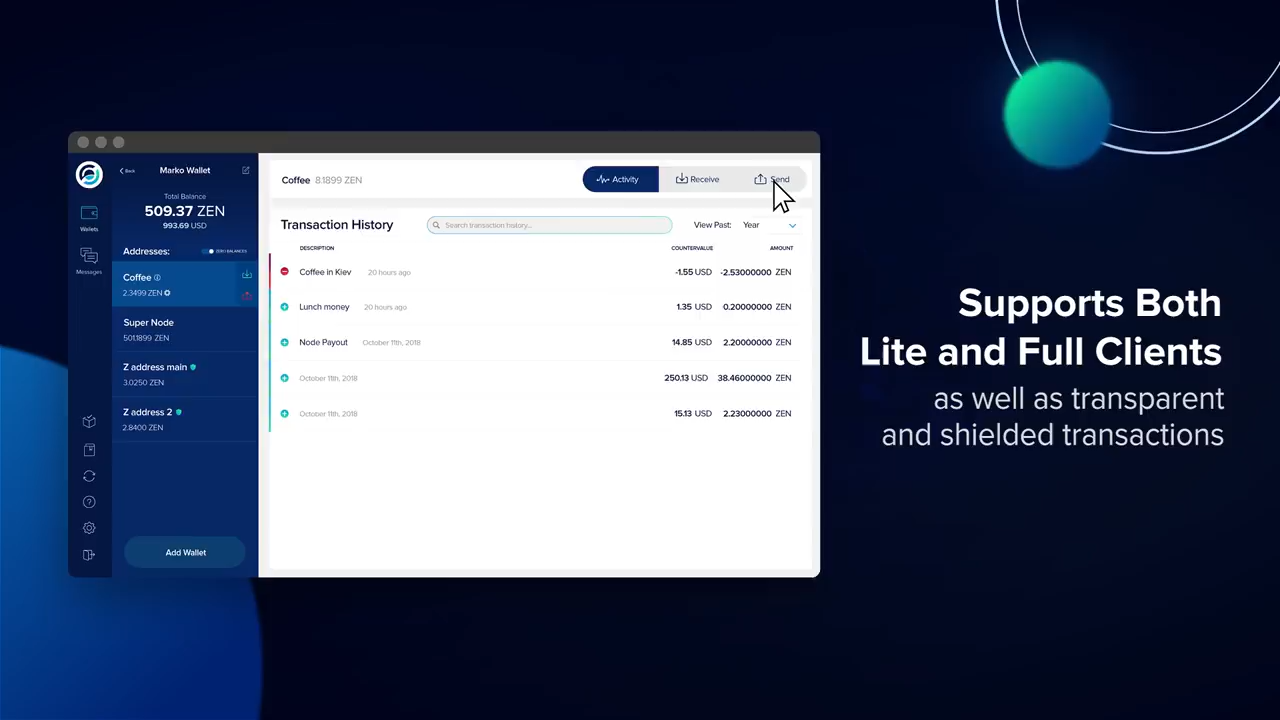 Back
Marko Wallet
Total Balance
509.37 ZEN
993.69 USD
Wallets
Messages
Addresses:
ZERO BALANCES
Coffee
2.3499 ZEN
Super Node
501.1899 ZEN
Z address main
3.0250 ZEN
Z address 2
2.8400 ZEN
Add Wallet
Coffee 8.1899 ZEN
Activity
Receive
Send
Transaction History
Search transaction history...
View Past:
Year
DESCRIPTION
COUNTERVALUE
AMOUNT
Coffee in Kiev 20 hours ago -1.55 USD -2.53000000 ZEN
Lunch money 20 hours ago 1.35 USD 0.20000000 ZEN
Node Payout October 11th, 2018 14.85 USD 2.20000000 ZEN
October 11th, 2018 250.13 USD 38.46000000 ZEN
October 11th, 2018 15.13 USD 2.23000000 ZEN
Supports Both
Lite and Full Clients
as well as transparent
and shielded transactions